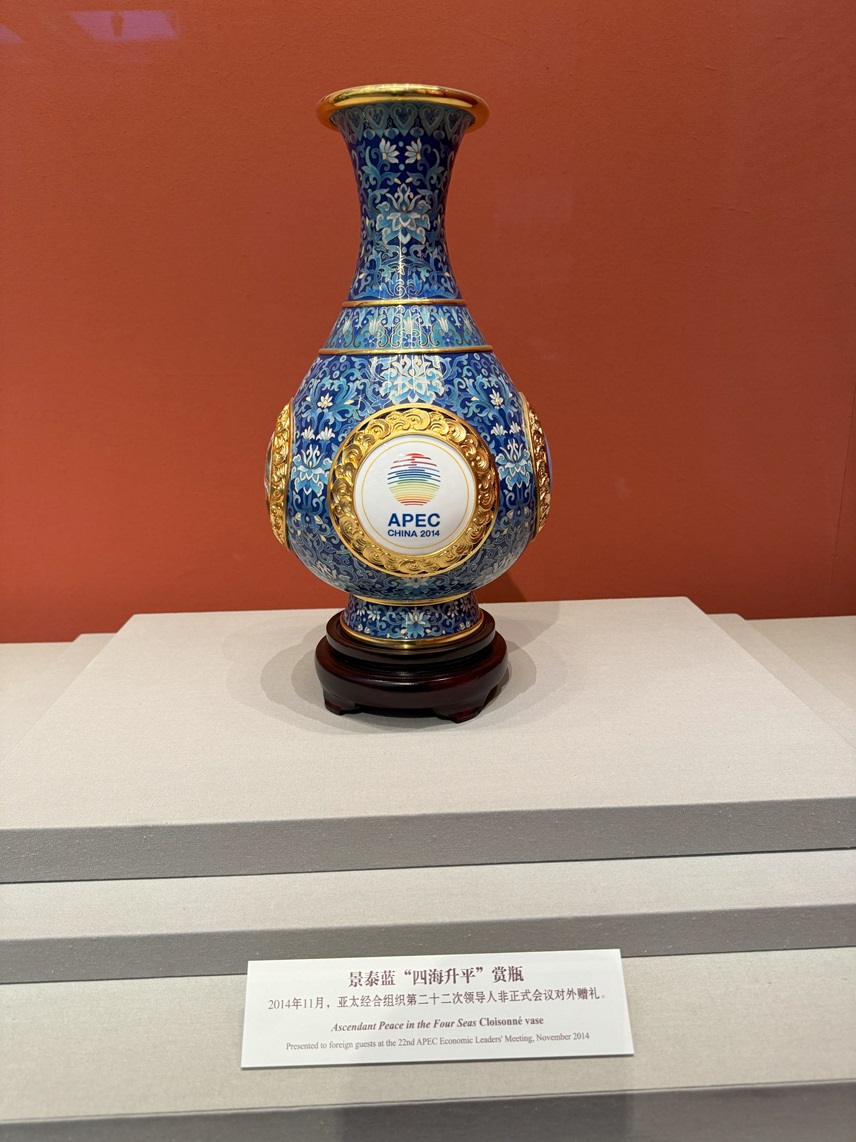 APEC
CHINA 2014
景泰蓝“四海升平”赏瓶
2014年11月，亚太经合组织第二十二次领导人非正式会议对外赠礼。
Ascendant Peace in the Four Seas Cloisonné vase
Presented to foreign guests at the 22nd APEC Economic Leaders' Meeting, November 2014